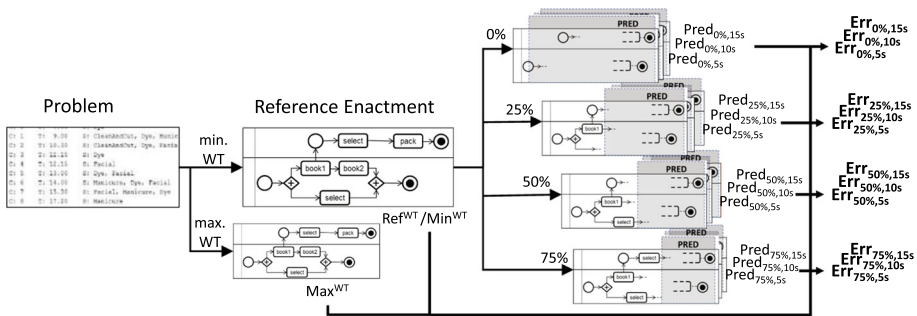 Problem
C: 1 T: 9.00
C: 2 T: 10.30 S: CleanAndCut, Dye,
C: 3 S: Dye
C: 4 T: 12.15 S: Facial
C: 5 T: 13.00 S: Dye, Facial
C: 6 T: 14.00 S: Manicure, Dye, Facial
C: 7 T: 15.30 S: Facial, Manicure, Dye
C: 8 T: 17.20 S: Manicure
min.
WT
max.
WT
Reference Enactment
select
pack
book1
book2
select
Ref^WT /Min^WT
select
pack
book1
book2
select
Max^WT
0%
PRED
PRED
Pred0%,15s
Pred0%,10s
Pred0%,5s
Err0%,15s
Err0%,10s
Err0%,5s
25%
PRED
PRED
book1
Pred25%,15s
Pred25%,10s
Pred25%,5s
Err25%,15s
Err25%,10s
Err25%,5s
50%
PRED
PRED
book1
select
Pred50%,15s
Pred50%,10s
Pred50%,5s
Err50%,15s
Err50%,10s
Err50%,5s
75%
PRED
PRED
select
book1
select
Pred75%,15s
Pred75%,10s
Pred75%,5s
Err75%,15s
Err75%,10s
Err75%,5s